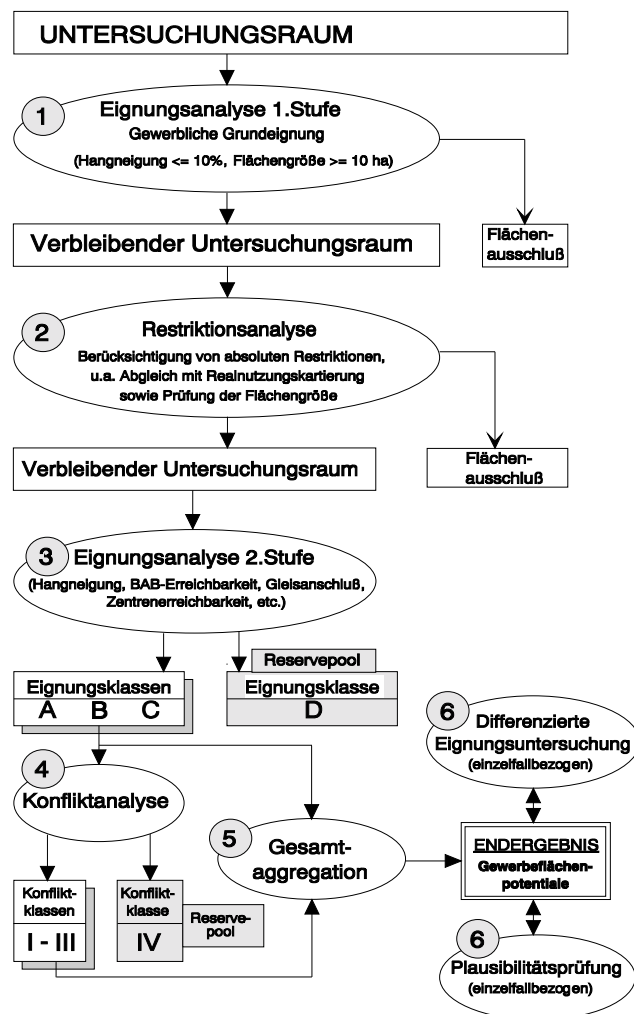 UNTERSUCHUNGSRAUM
1
Eignungsanalyse 1.Stufe
Gewerbliche Grundeignung
(Hangneigung <= 10%, Flächengröße >= 10 ha)
Verbleibender Untersuchungsraum
Flächen-
ausschluß
2
Restriktionsanalyse
Berücksichtigung von absoluten Restriktionen,
u.a. Abgleich mit Realnutzungskartierung
sowie Prüfung der Flächengröße
Verbleibender Untersuchungsraum
Flächen-
ausschluß
3
Eignungsanalyse 2.Stufe
(Hangneigung, BAB-Erreichbarkeit, Gleisanschluß,
Zentrenerreichbarkeit, etc.)
Eignungsklassen
A B C
Reservepool
Eignungsklasse
D
4
Konfliktanalyse
Konflikt-
klassen
I - III
Konflikt-
klasse
IV
Reserve-
pool
5
Gesamt-
aggregation
6
Differenzierte
Eignungsuntersuchung
(einzelfallbezogen)
ENDERGEBNIS
Gewerbeflächen-
potentiale
6
Plausibilitätsprüfung
(einzelfallbezogen)